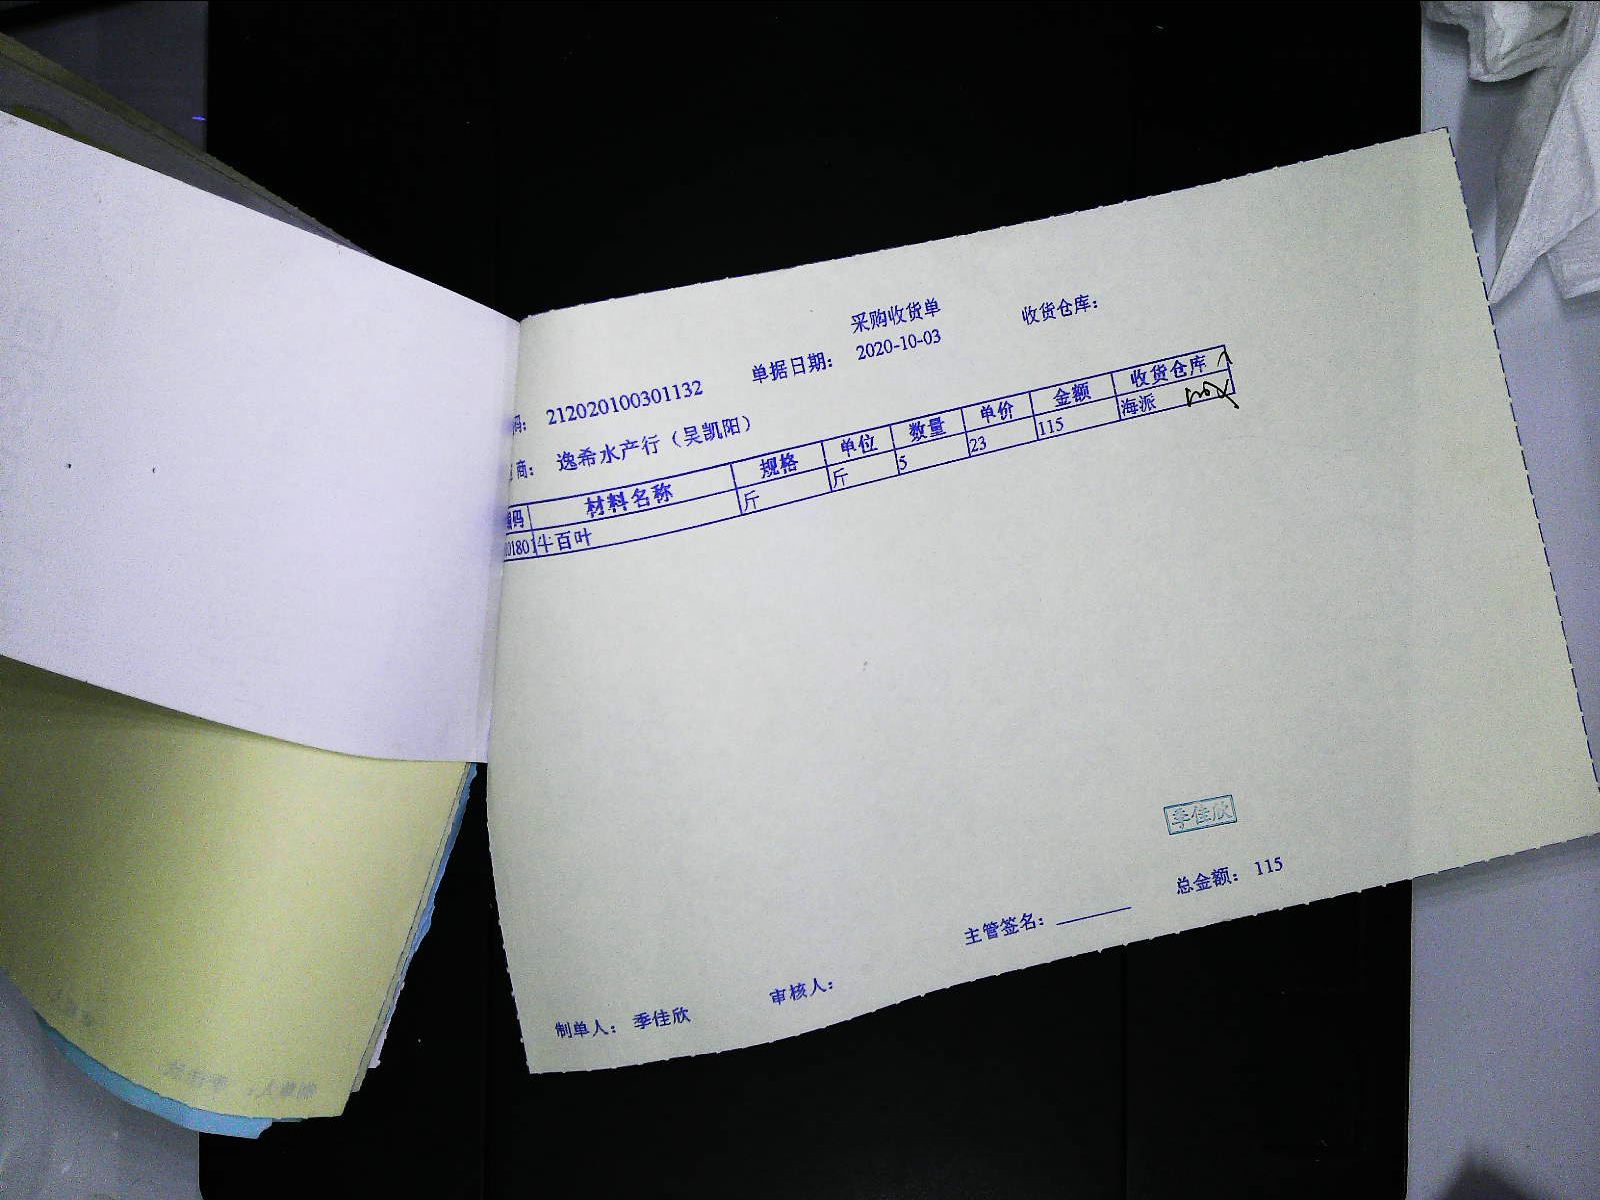 采购收货单
码： 212020100301132 单据日期： 2020-10-03 收货仓库：
商： 逸希水产行（吴凯阳）
编码 材料名称 规格 单位 数量 单价 金额 收货仓库
01801 牛百叶 斤 斤 5 23 115 海派
季佳欣
总金额： 115
主管签名：
审核人：
制单人： 季佳欣